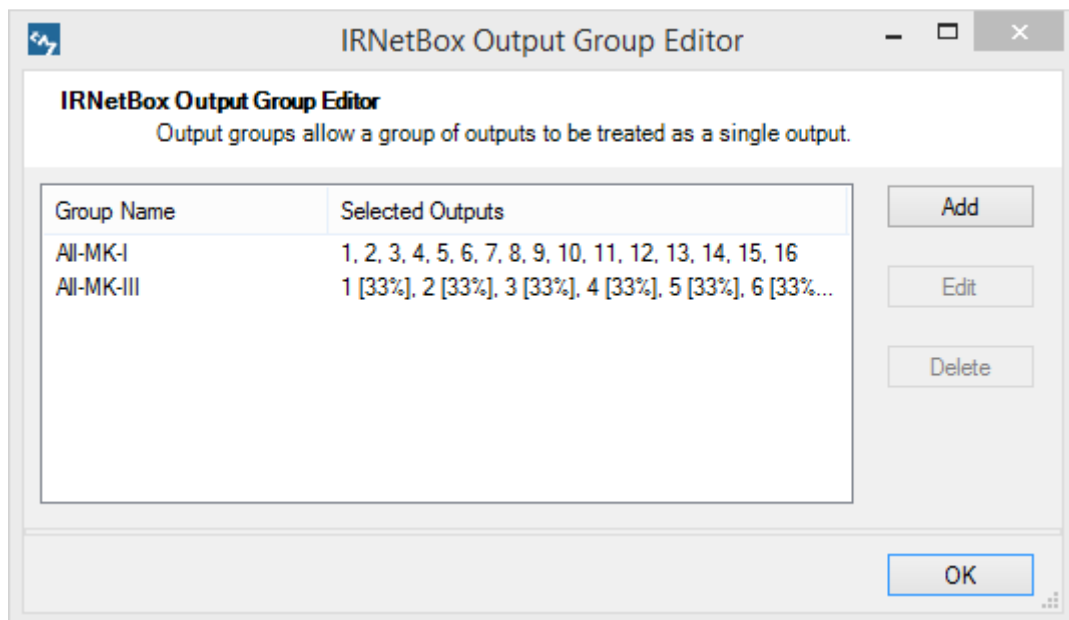 IRNetBox Output Group Editor
IRNetBox Output Group Editor
Output groups allow a group of outputs to be treated as a single output.
Group Name Selected Outputs
All-MK-I 1, 2, 3, 4, 5, 6, 7, 8, 9, 10, 11, 12, 13, 14, 15, 16
All-MK-III 1 [33%], 2 [33%], 3 [33%], 4 [33%], 5 [33%], 6 [33%...
Add
Edit
Delete
OK